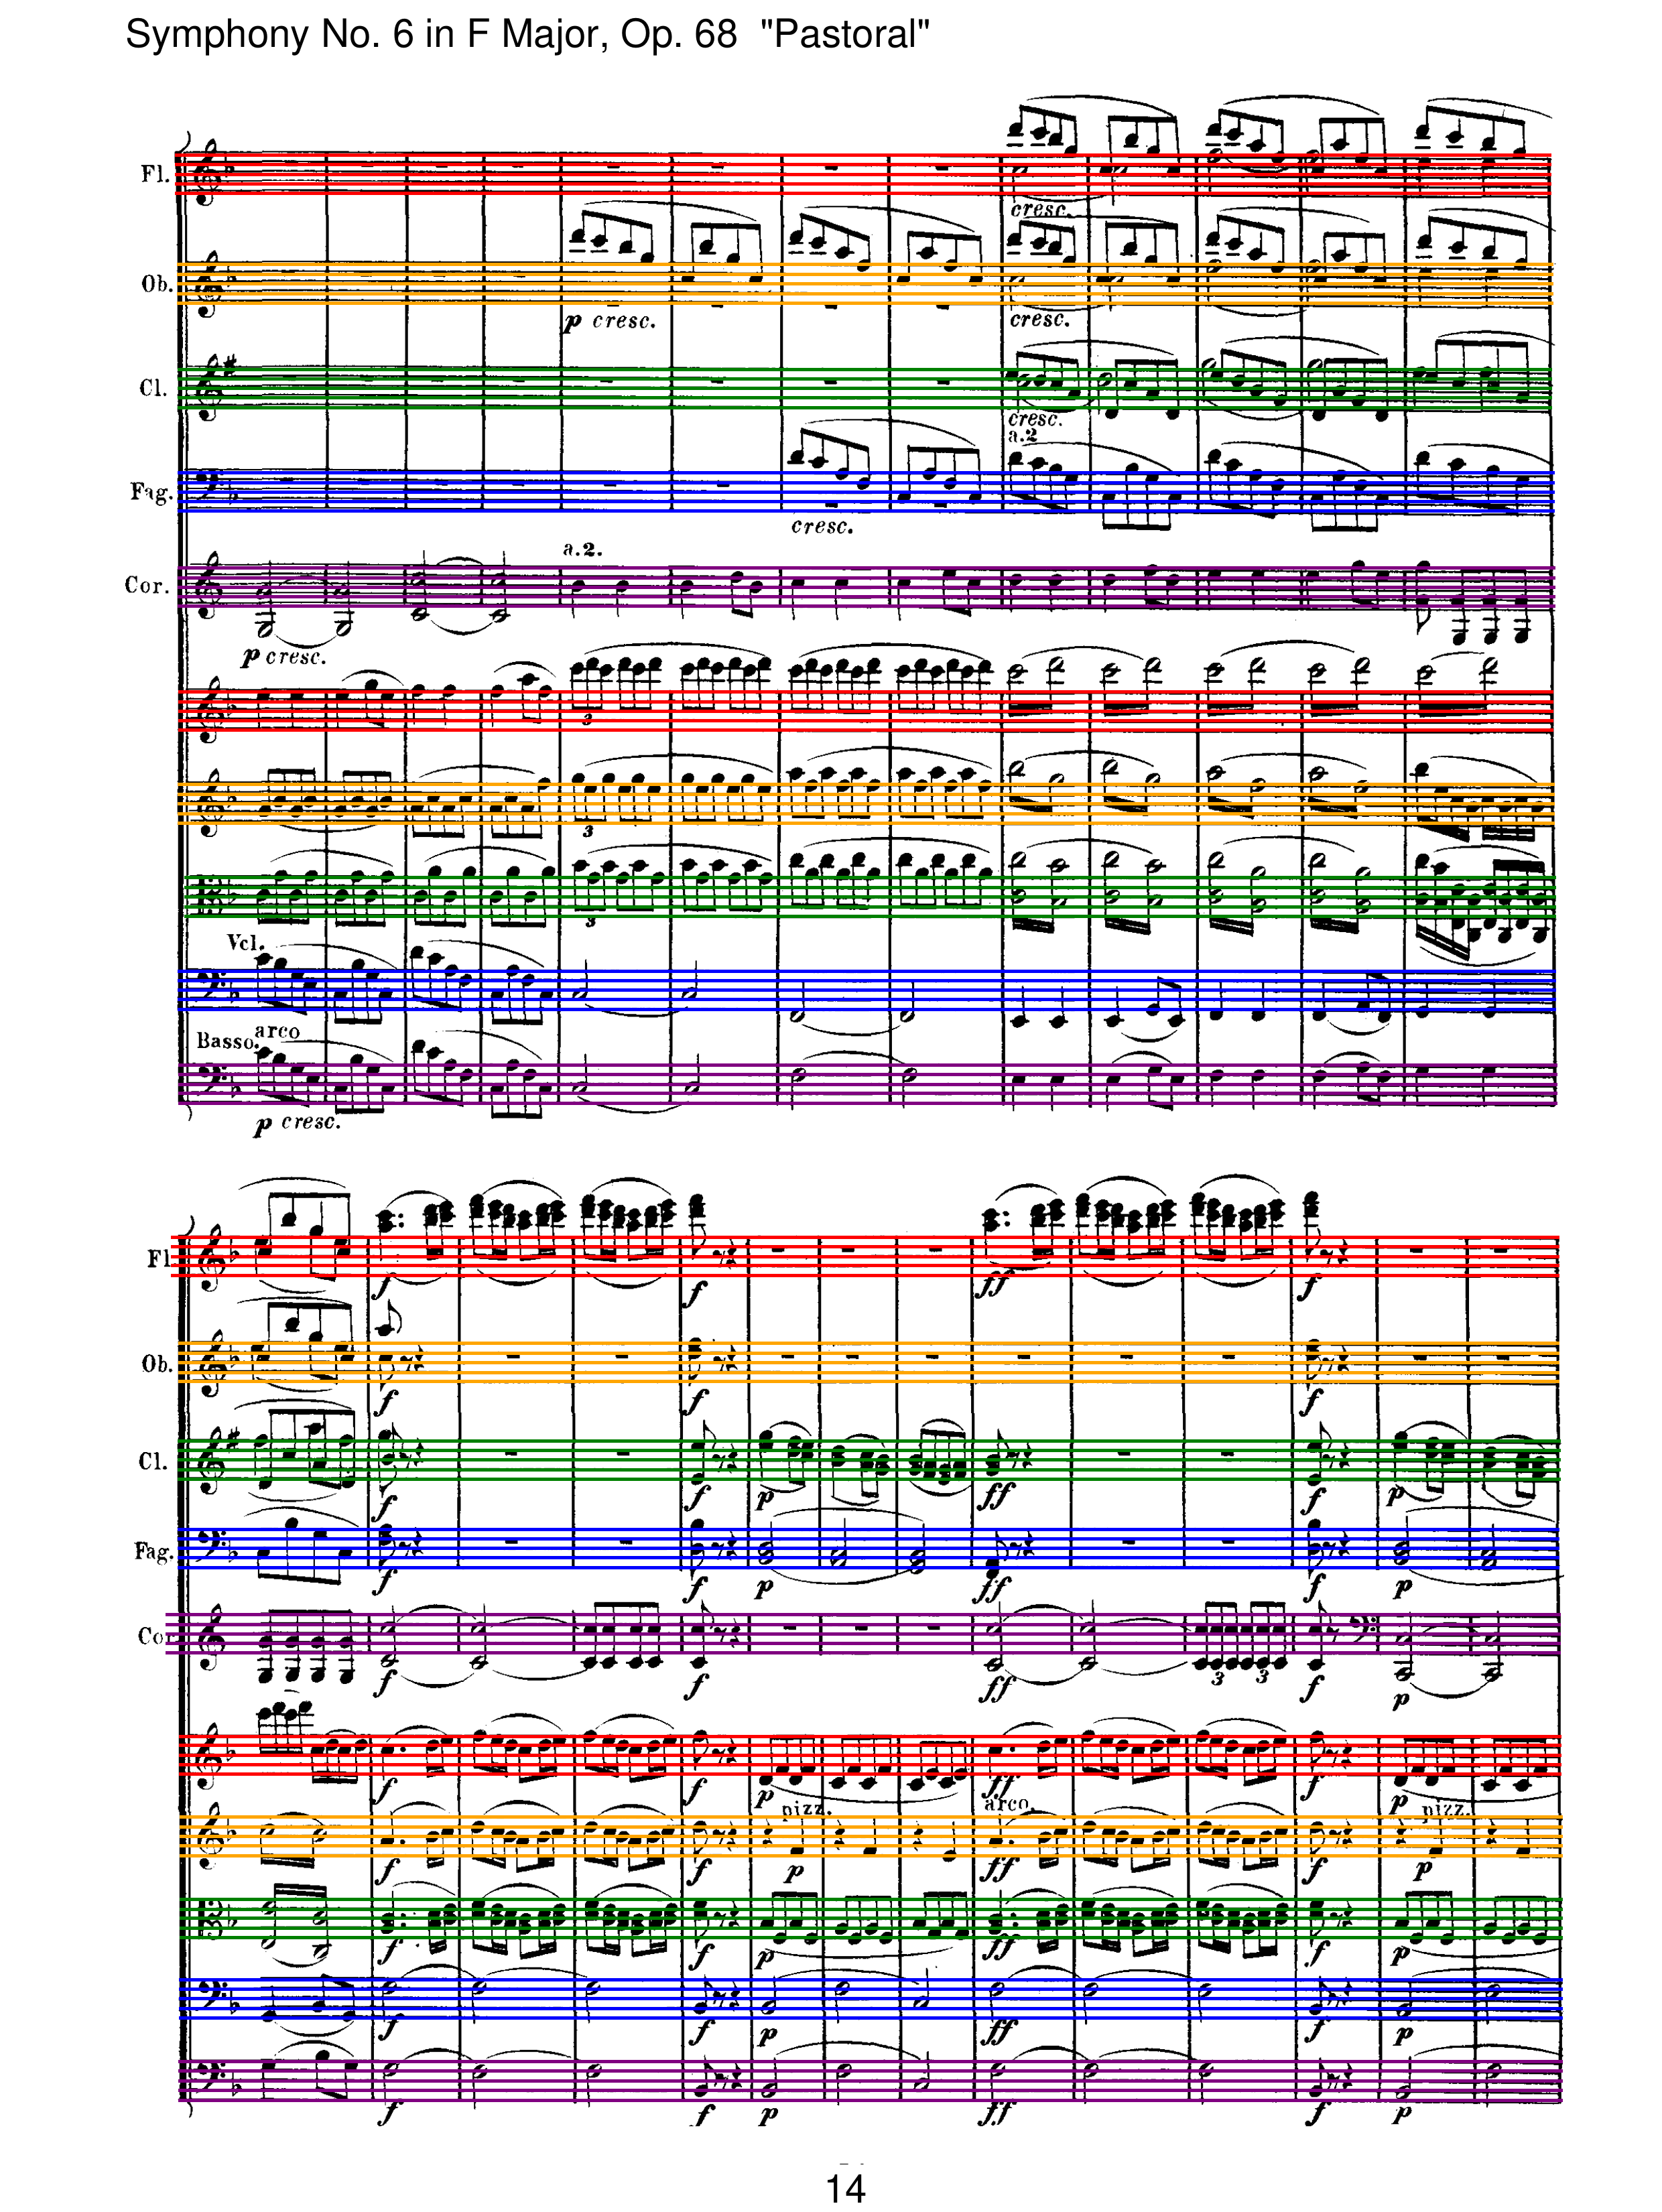 Symphony No. 6 in F Major, Op. 68 "Pastoral"
Fl.
cresc.
Ob.
p cresc.
cresc.
Cl.
cresc.
a.2
Fag.
cresc.
Cor.
a.2.
p cresc.
3
3
3
Vcl.
Basso.
arco
p cresc.
Fl
f
f
ff
f
Ob.
f
f
f
Cl.
f
f
p
ff
f
p
Fag.
f
f
p
ff
f
p
Cor
f
f
ff
3
3
f
p
f
f
p
ff
f
p
pizz.
arco.
pizz.
f
f
p
ff
f
p
f
f
p
ff
f
p
f
f
p
ff
f
p
f
f
p
ff
f
p
14